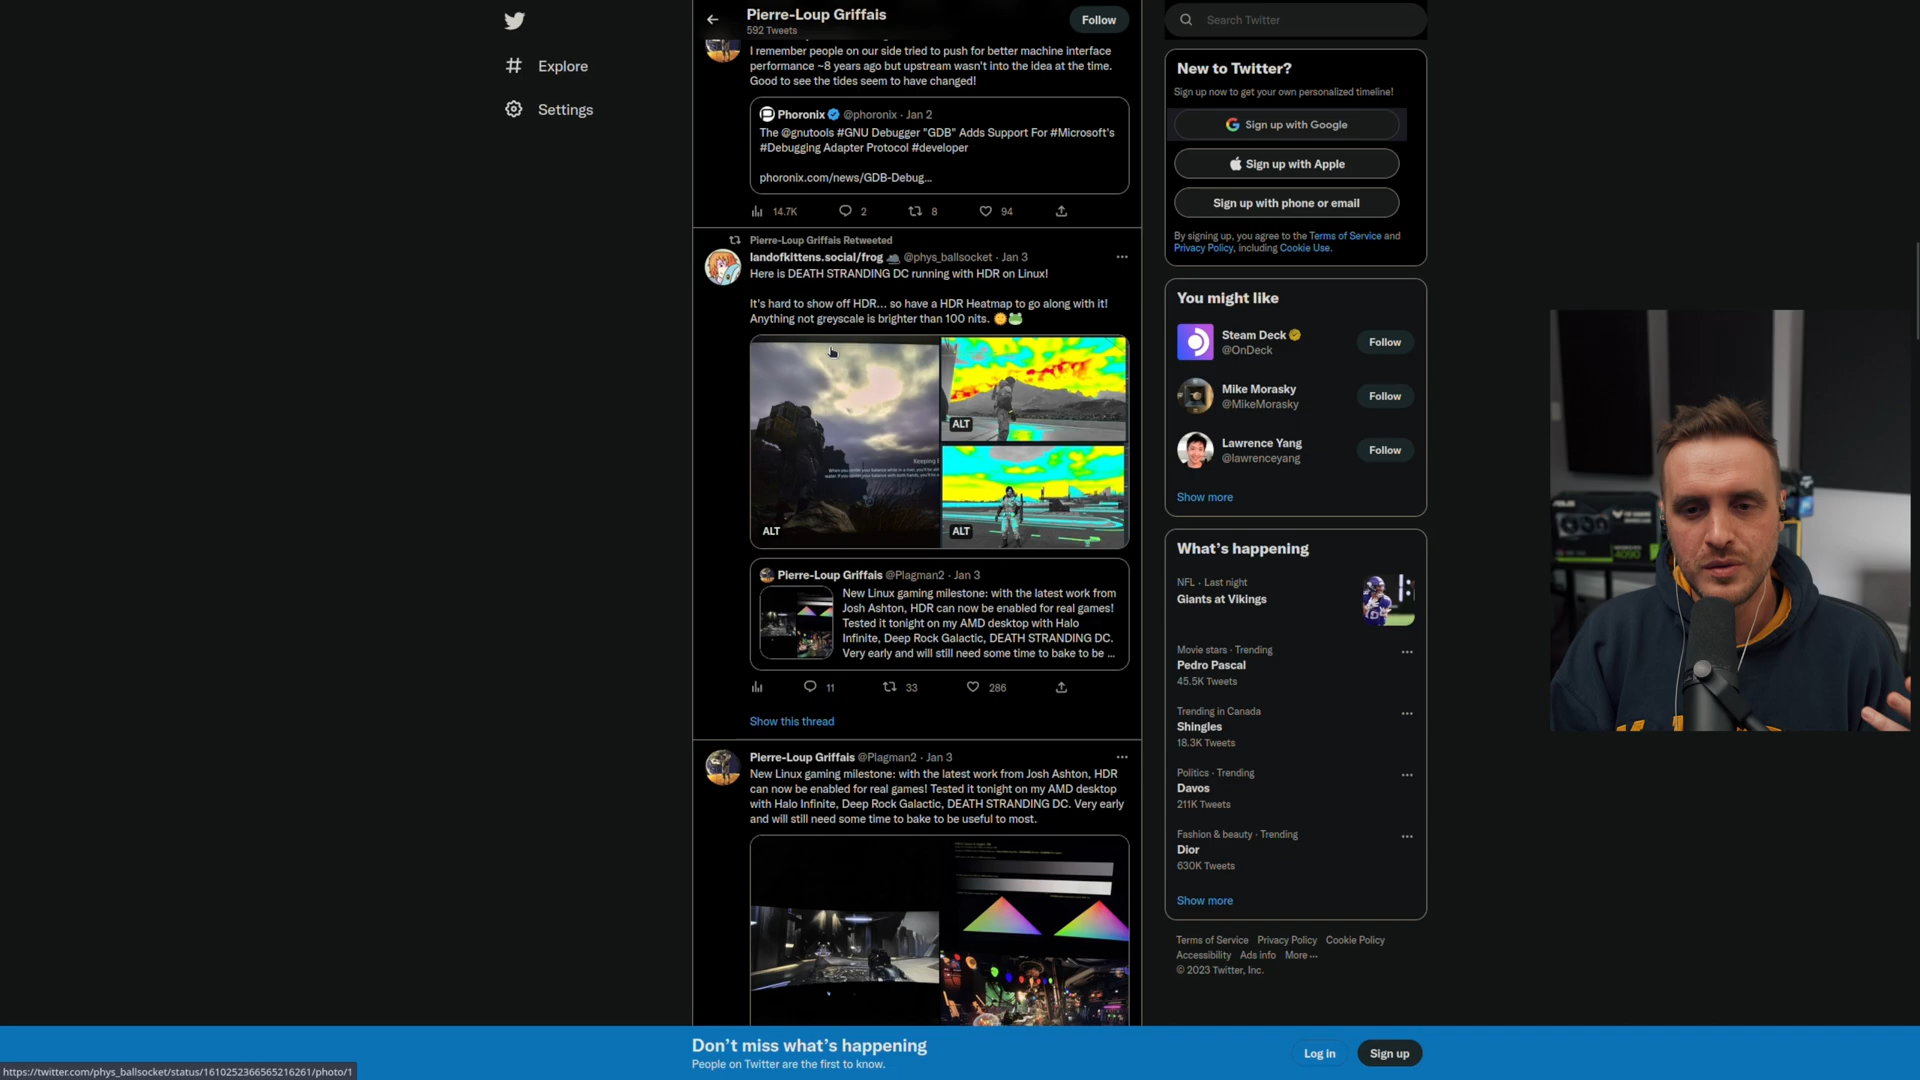 Pierre-Loup Griffais
592 Tweets
Follow
Explore
Settings
I remember people on our side tried to push for better machine interface
performance ~8 years ago but upstream wasn't into the idea at the time.
Good to see the tides seem to have changed!
Phoronix @phoronix · Jan 2
The @gnutools #GNU Debugger "GDB" Adds Support For #Microsoft's
#Debugging Adapter Protocol #developer
phoronix.com/news/GDB-Debug...
14.7K 2 8 94
Pierre-Loup Griffais Retweeted
landofkittens.social/frog @phys_ballsocket · Jan 3
Here is DEATH STRANDING DC running with HDR on Linux!
It's hard to show off HDR... so have a HDR Heatmap to go along with it!
Anything not greyscale is brighter than 100 nits.
Keeping
ALT
ALT
ALT
Pierre-Loup Griffais @Plagman2 · Jan 3
New Linux gaming milestone: with the latest work from
Josh Ashton, HDR can now be enabled for real games!
Tested it tonight on my AMD desktop with Halo
Infinite, Deep Rock Galactic, DEATH STRANDING DC.
Very early and will still need some time to bake to be ...
11 33 286
Show this thread
Pierre-Loup Griffais @Plagman2 · Jan 3
New Linux gaming milestone: with the latest work from Josh Ashton, HDR
can now be enabled for real games! Tested it tonight on my AMD desktop
with Halo Infinite, Deep Rock Galactic, DEATH STRANDING DC. Very early
and will still need some time to bake to be useful to most.
Search Twitter
New to Twitter?
Sign up now to get your own personalized timeline!
Sign up with Google
Sign up with Apple
Sign up with phone or email
By signing up, you agree to the Terms of Service and
Privacy Policy, including Cookie Use.
You might like
Steam Deck
@OnDeck
Follow
Mike Morasky
@MikeMorasky
Follow
Lawrence Yang
@lawrenceyang
Follow
Show more
What's happening
NFL · Last night
Giants at Vikings
Movie stars · Trending
Pedro Pascal
45.5K Tweets
Trending in Canada
Shingles
18.3K Tweets
Politics · Trending
Davos
211K Tweets
Fashion & beauty · Trending
Dior
630K Tweets
Show more
Terms of Service Privacy Policy Cookie Policy
Accessibility Ads info More ...
© 2023 Twitter, Inc.
ASUS
4090
Don't miss what's happening
People on Twitter are the first to know.
Log in
Sign up
https://twitter.com/phys_ballsocket/status/1610252366565216261/photo/1